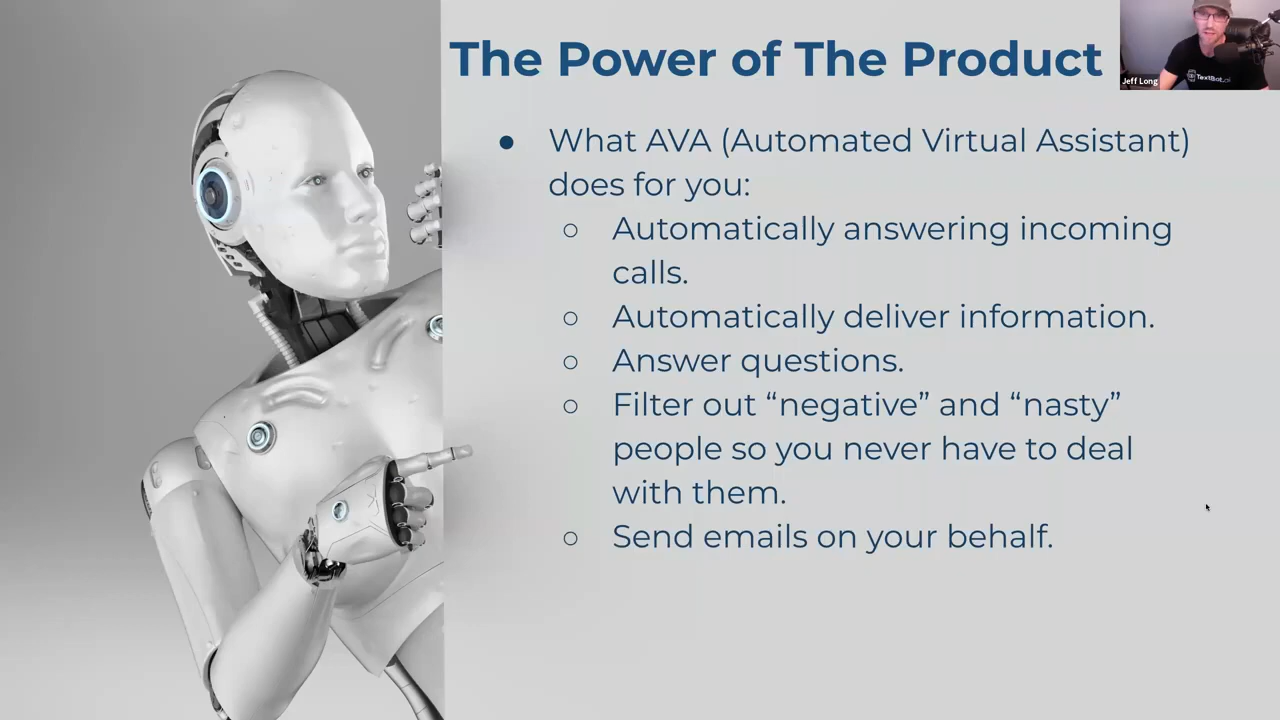 The Power of The Product
Jeff Long
TextBot.ai
● What AVA (Automated Virtual Assistant)
does for you:
○ Automatically answering incoming
calls.
○ Automatically deliver information.
○ Answer questions.
○ Filter out “negative” and “nasty”
people so you never have to deal
with them.
○ Send emails on your behalf.